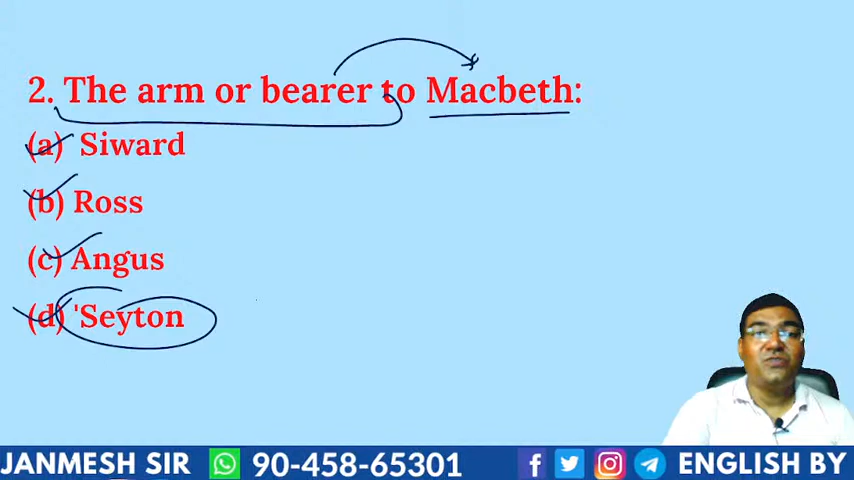 2. The arm or bearer to Macbeth:
(a) Siward
(b) Ross
(c) Angus
(d) 'Seyton
JANMESH SIR 90-458-65301 ENGLISH BY